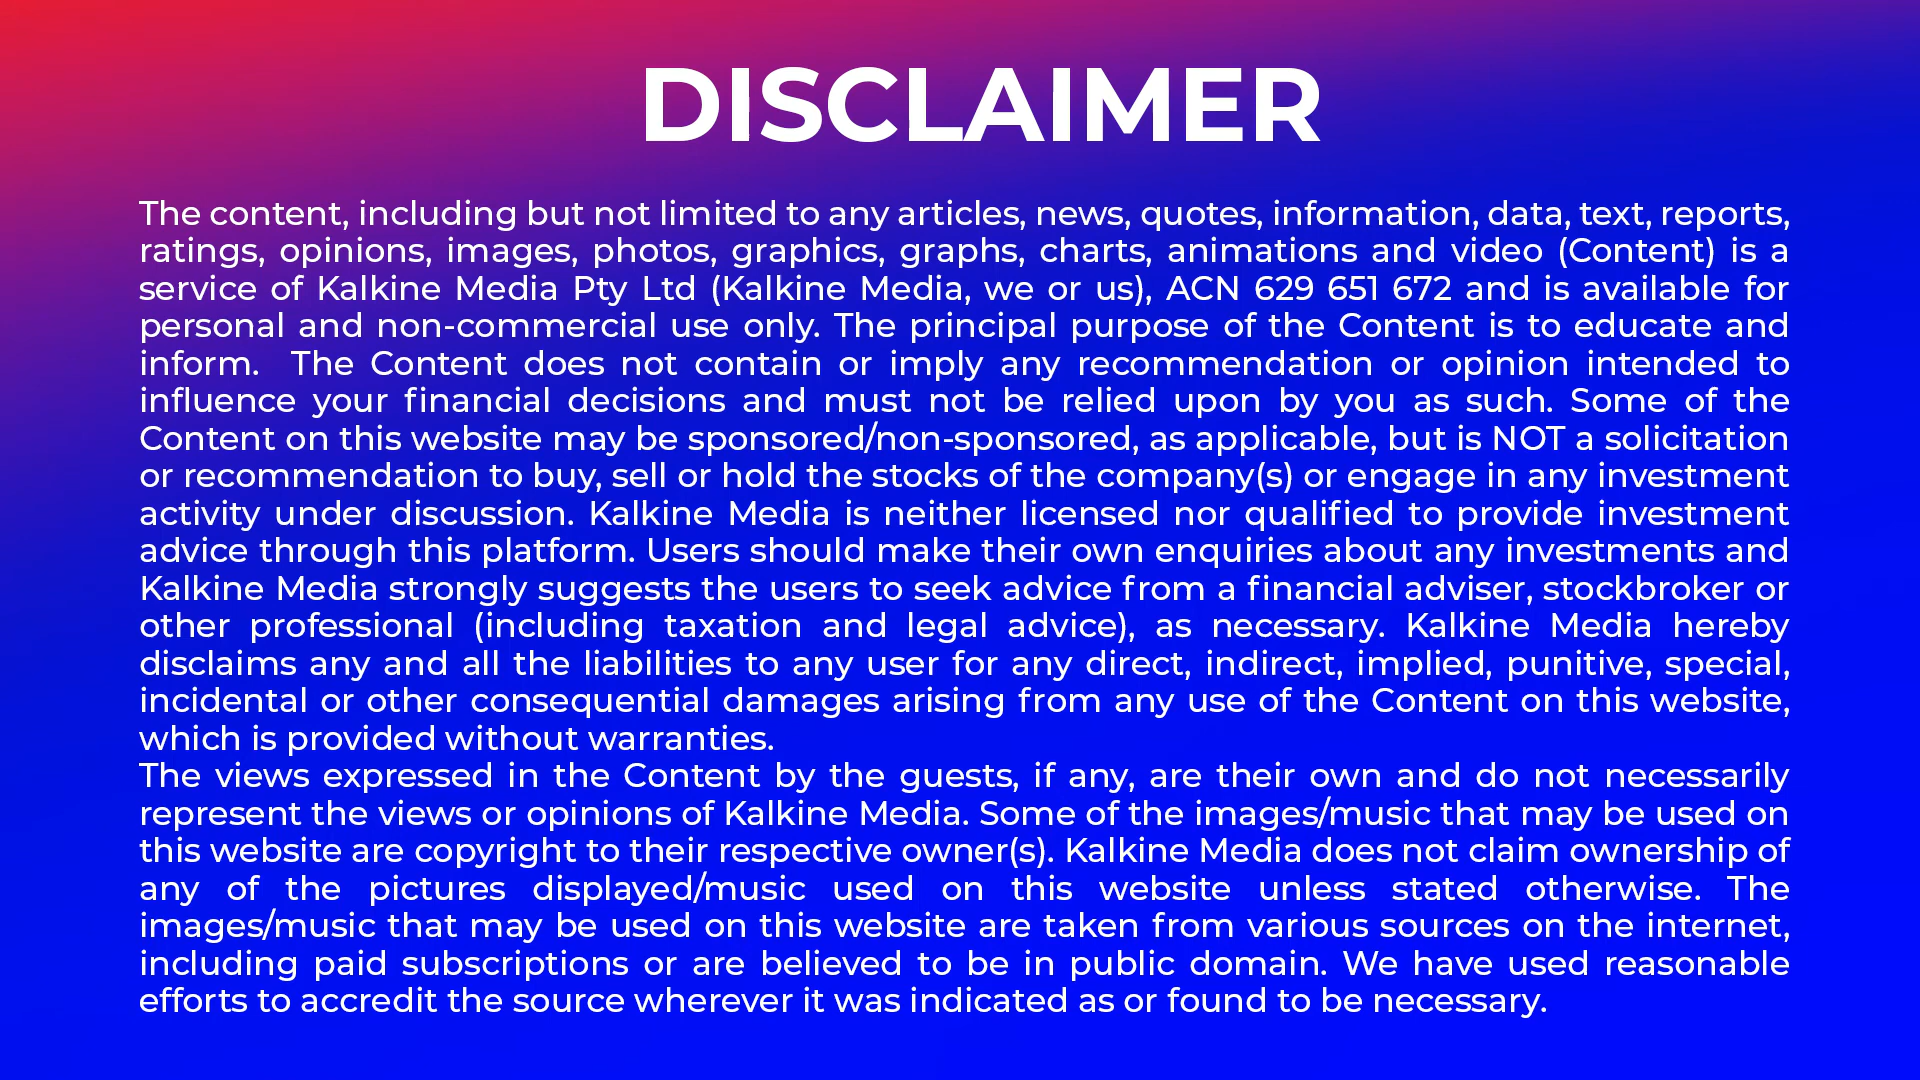 DISCLAIMER
The content, including but not limited to any articles, news, quotes, information, data, text, reports,
ratings, opinions, images, photos, graphics, graphs, charts, animations and video (Content) is a
service of Kalkine Media Pty Ltd (Kalkine Media, we or us), ACN 629 651 672 and is available for
personal and non-commercial use only. The principal purpose of the Content is to educate and
inform.  The Content does not contain or imply any recommendation or opinion intended to
influence your financial decisions and must not be relied upon by you as such. Some of the
Content on this website may be sponsored/non-sponsored, as applicable, but is NOT a solicitation
or recommendation to buy, sell or hold the stocks of the company(s) or engage in any investment
activity under discussion. Kalkine Media is neither licensed nor qualified to provide investment
advice through this platform. Users should make their own enquiries about any investments and
Kalkine Media strongly suggests the users to seek advice from a financial adviser, stockbroker or
other professional (including taxation and legal advice), as necessary. Kalkine Media hereby
disclaims any and all the liabilities to any user for any direct, indirect, implied, punitive, special,
incidental or other consequential damages arising from any use of the Content on this website,
which is provided without warranties.
The views expressed in the Content by the guests, if any, are their own and do not necessarily
represent the views or opinions of Kalkine Media. Some of the images/music that may be used on
this website are copyright to their respective owner(s). Kalkine Media does not claim ownership of
any of the pictures displayed/music used on this website unless stated otherwise. The
images/music that may be used on this website are taken from various sources on the internet,
including paid subscriptions or are believed to be in public domain. We have used reasonable
efforts to accredit the source wherever it was indicated as or found to be necessary.